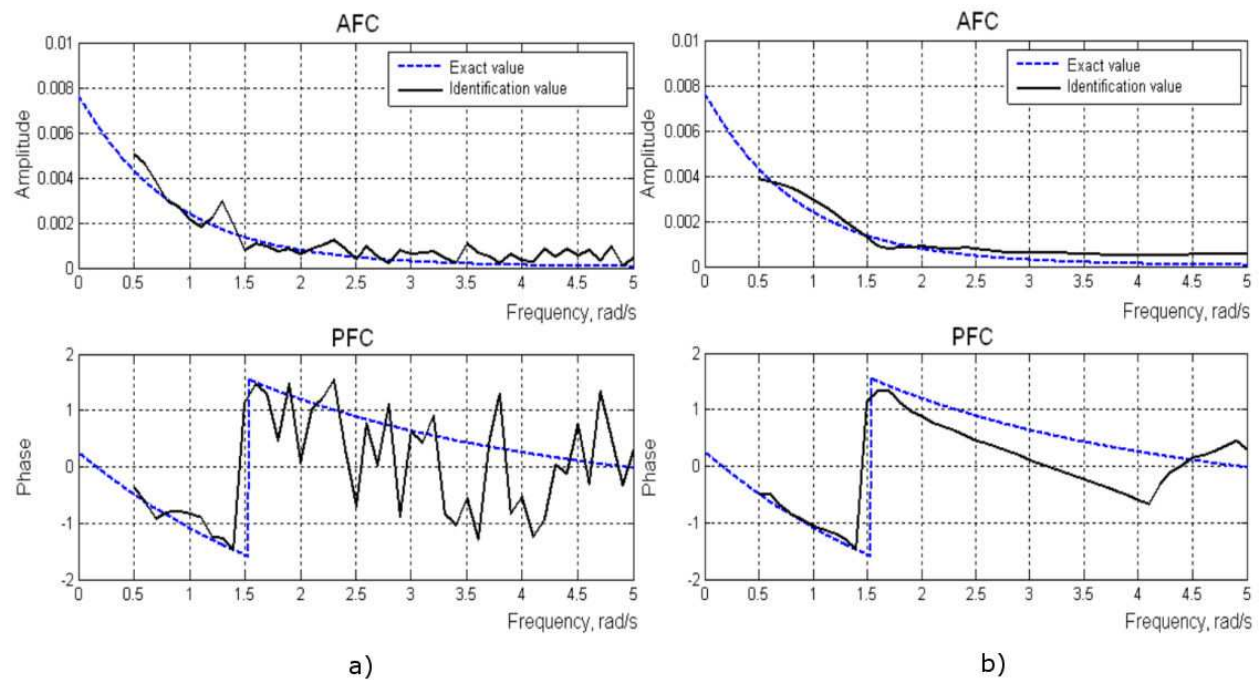 AFC
0.01
0.008
0.006
0.004
0.002
0
Amplitude
Exact value
Identification value
0 0.5 1 1.5 2 2.5 3 3.5 4 4.5 5
Frequency, rad/s
PFC
2
1
0
-1
-2
Phase
0 0.5 1 1.5 2 2.5 3 3.5 4 4.5 5
Frequency, rad/s
a)
AFC
0.01
0.008
0.006
0.004
0.002
0
Amplitude
Exact value
Identification value
0 0.5 1 1.5 2 2.5 3 3.5 4 4.5 5
Frequency, rad/s
PFC
2
1
0
-1
-2
Phase
0 0.5 1 1.5 2 2.5 3 3.5 4 4.5 5
Frequency, rad/s
b)